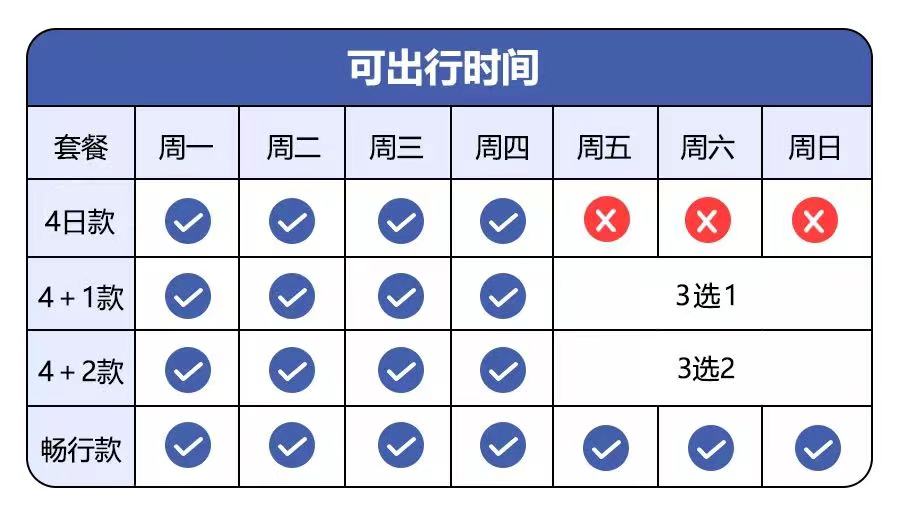 可出行时间
套餐 周一 周二 周三 周四 周五 周六 周日
4日款
4+1款 3选1
4+2款 3选2
畅行款